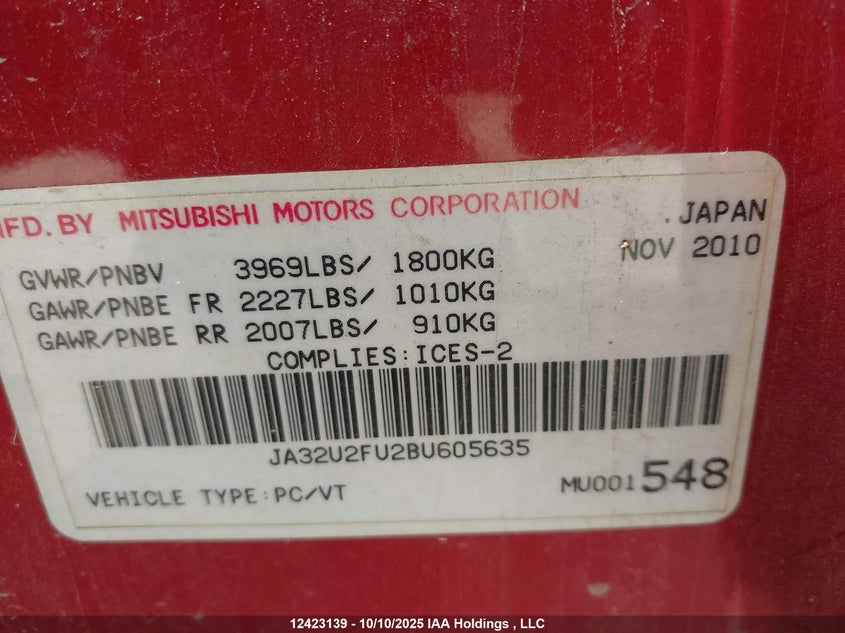 MFD. BY MITSUBISHI MOTORS CORPORATION .JAPAN
GVWR/PNBV 3969LBS/ 1800KG NOV 2010
GAWR/PNBE FR 2227LBS/ 1010KG
GAWR/PNBE RR 2007LBS/ 910KG
COMPLIES:ICES-2
JA32U2FU2BU605635
VEHICLE TYPE:PC/VT MU001548
12423139 - 10/10/2025 IAA Holdings , LLC